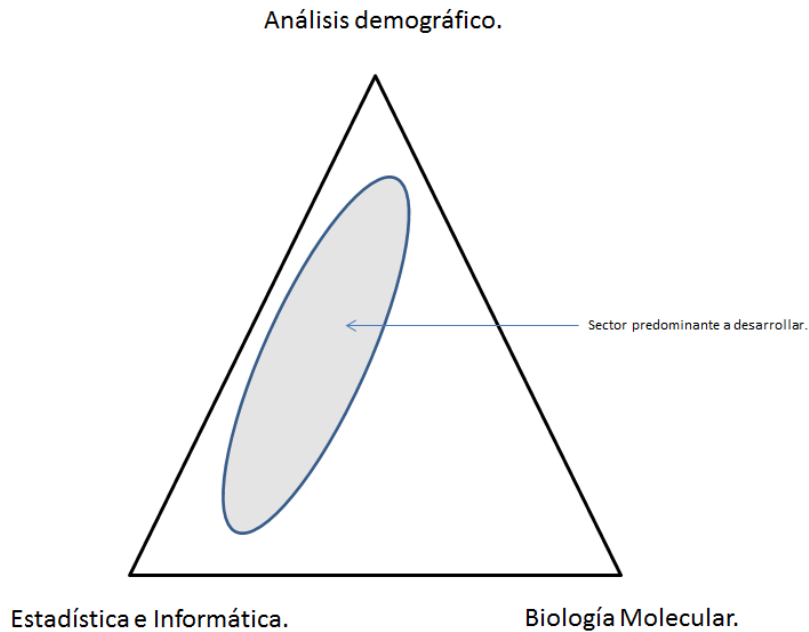 Análisis demográfico.
Sector predominante a desarrollar.
Estadística e Informática.
Biología Molecular.